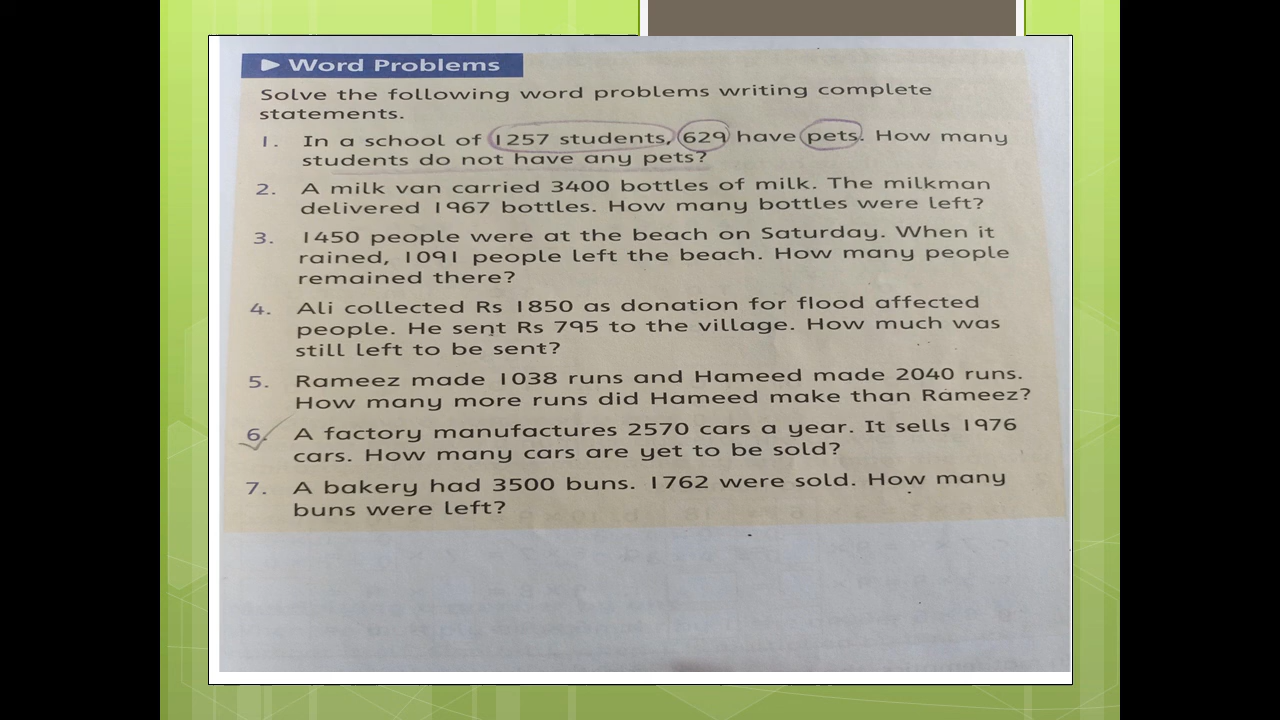 Word Problems
Solve the following word problems writing complete
statements.
1. In a school of 1257 students, 629 have pets. How many
students do not have any pets?
2. A milk van carried 3400 bottles of milk. The milkman
delivered 1967 bottles. How many bottles were left?
3. 1450 people were at the beach on Saturday. When it
rained, 1091 people left the beach. How many people
remained there?
4. Ali collected Rs 1850 as donation for flood affected
people. He sent Rs 795 to the village. How much was
still left to be sent?
5. Rameez made 1038 runs and Hameed made 2040 runs.
How many more runs did Hameed make than Rameez?
6. A factory manufactures 2570 cars a year. It sells 1976
cars. How many cars are yet to be sold?
7. A bakery had 3500 buns. 1762 were sold. How many
buns were left?